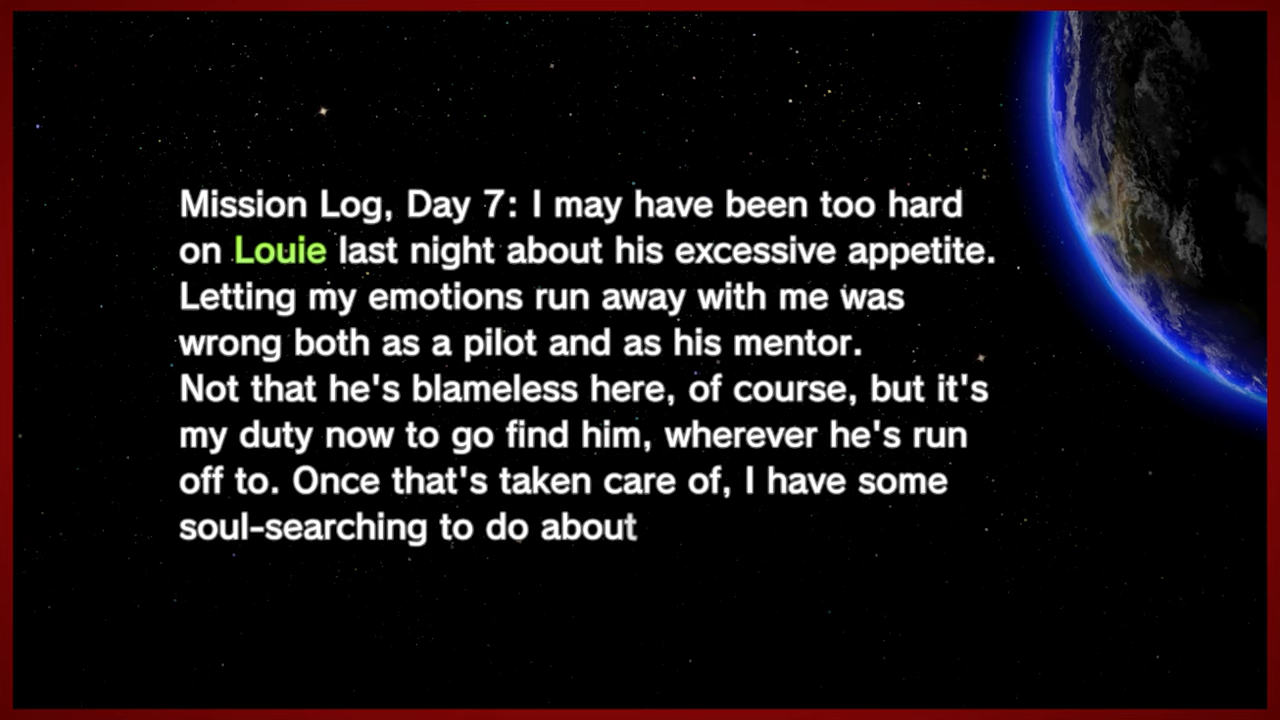 Mission Log, Day 7: I may have been too hard
on Louie last night about his excessive appetite.
Letting my emotions run away with me was
wrong both as a pilot and as his mentor.
Not that he's blameless here, of course, but it's
my duty now to go find him, wherever he's run
off to. Once that's taken care of, I have some
soul-searching to do about